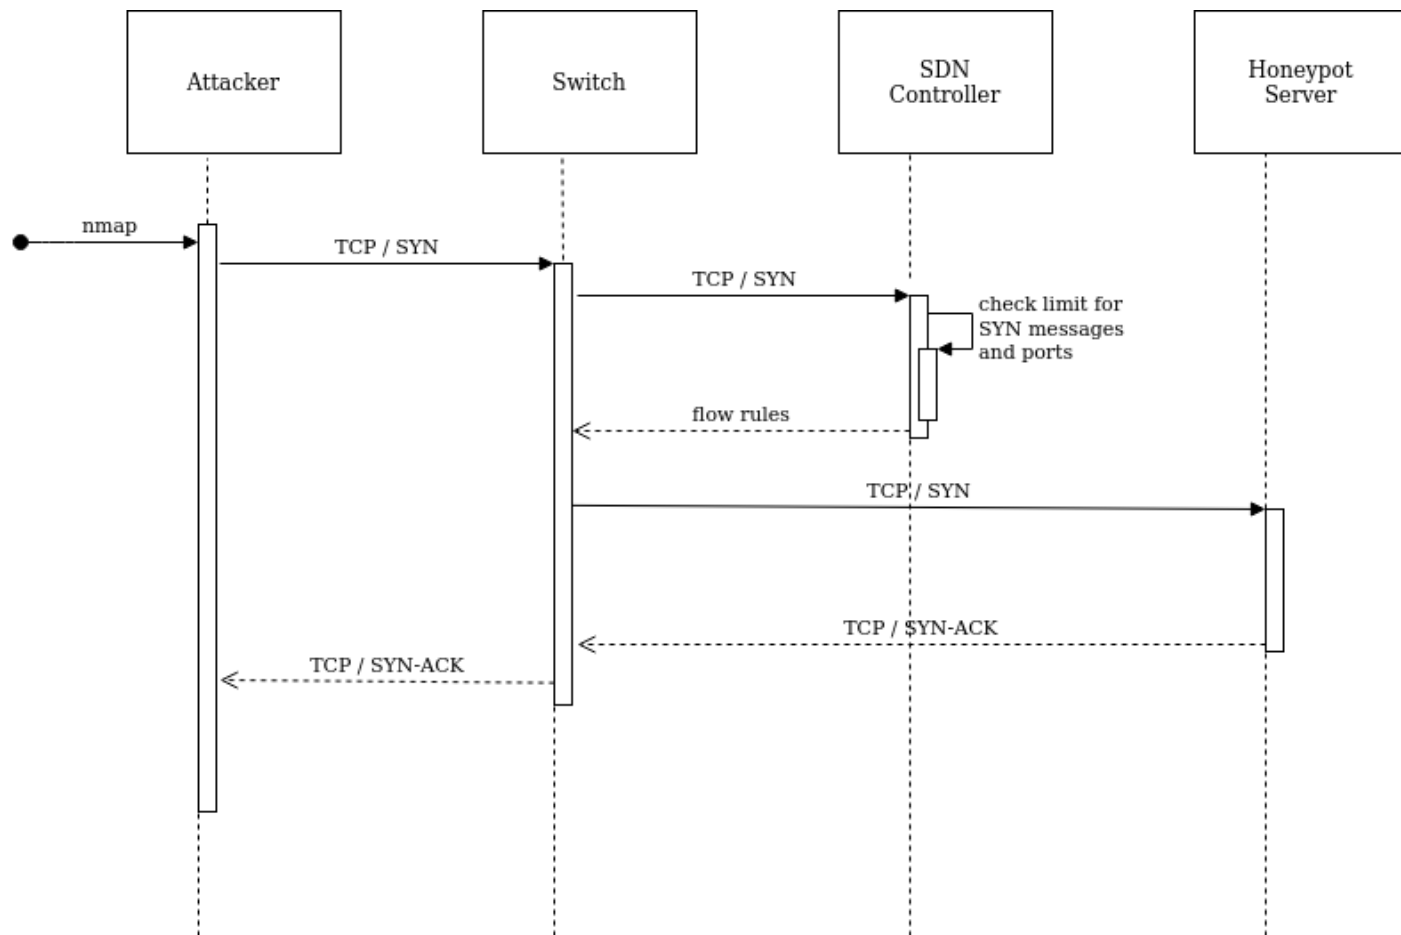 Attacker
Switch
SDN
Controller
Honeypot
Server
nmap
TCP / SYN
TCP / SYN
check limit for
SYN messages
and ports
flow rules
TCP / SYN
TCP / SYN-ACK
TCP / SYN-ACK